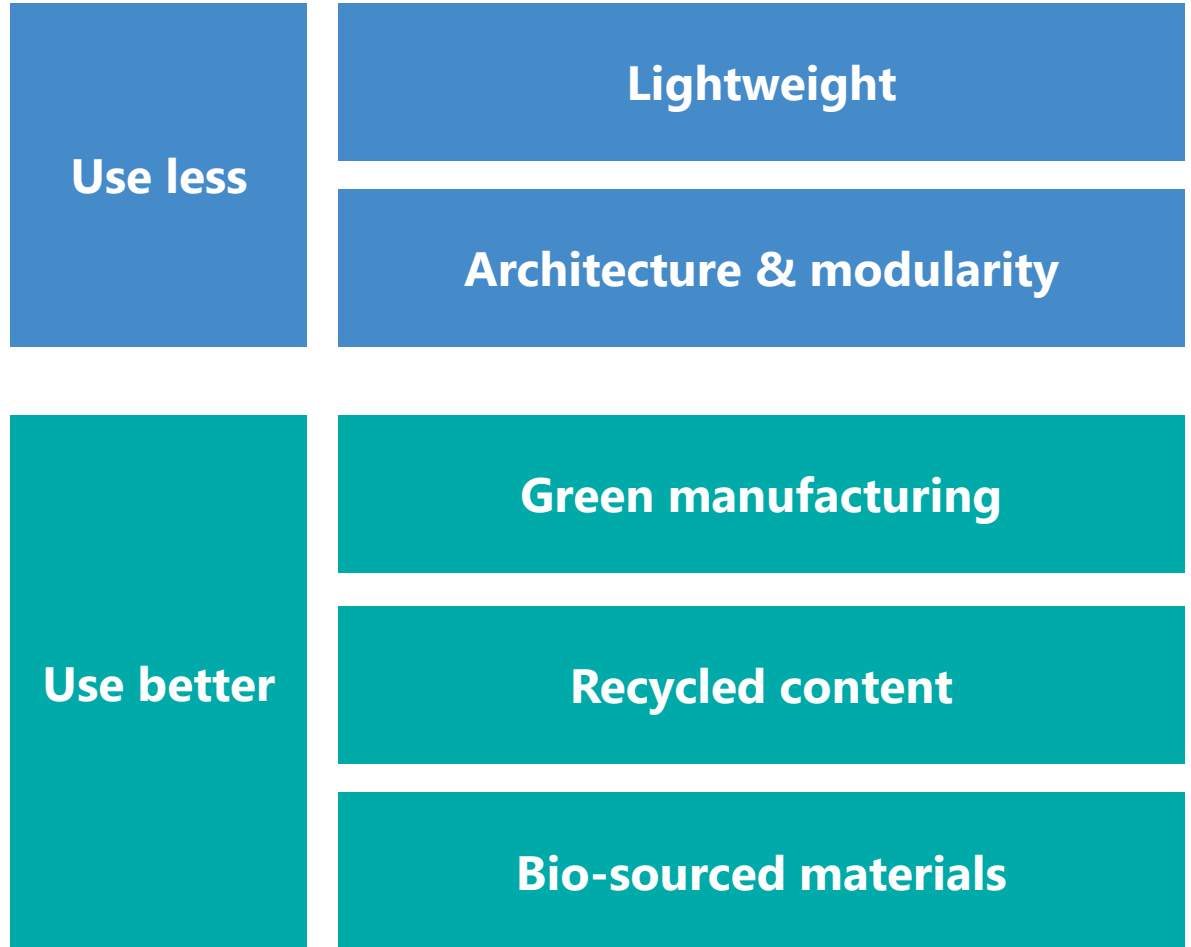 Use less
Lightweight
Architecture & modularity
Use better
Green manufacturing
Recycled content
Bio-sourced materials